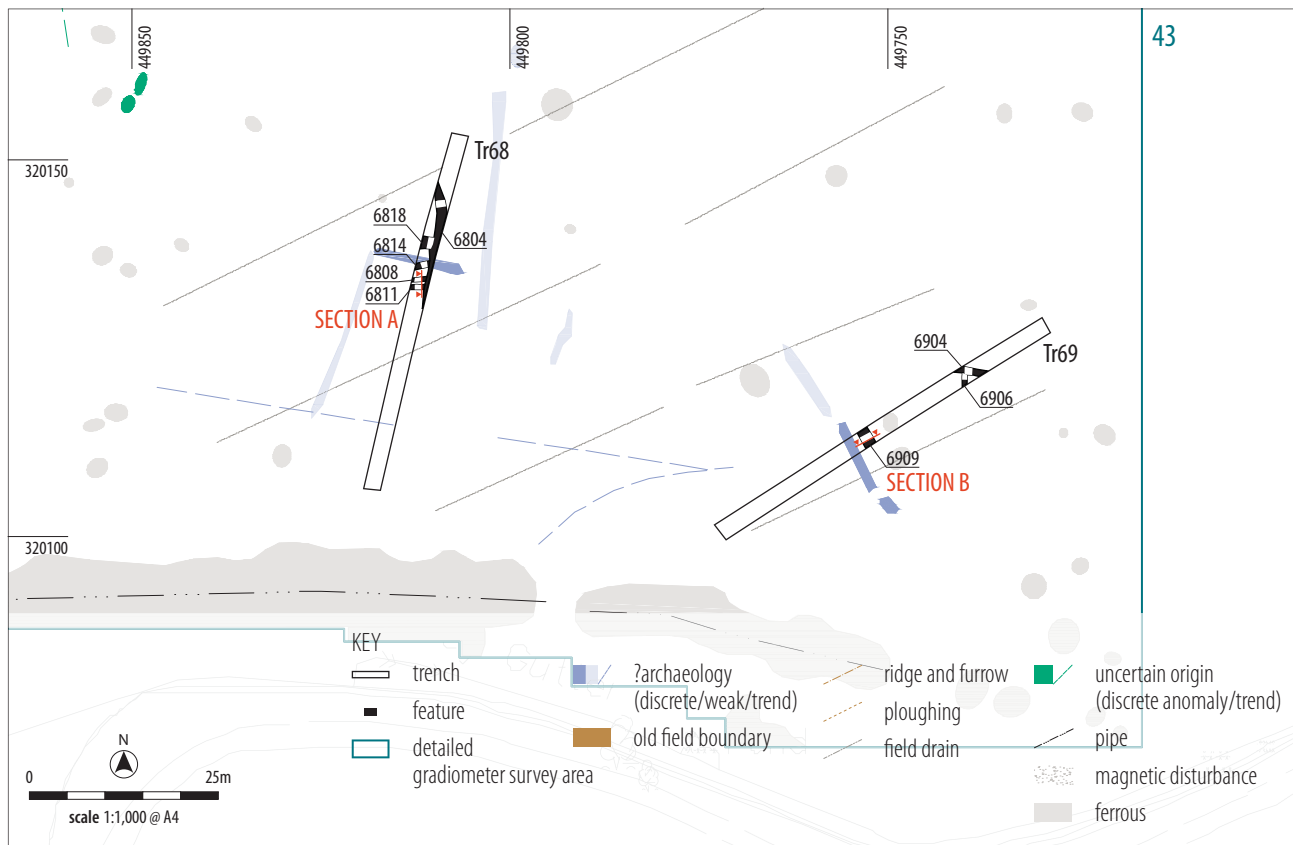 449850
449800
449750
43
320150
Tr68
6818
6804
6814
6808
6811
SECTION A
6904
Tr69
6906
6909
SECTION B
320100
KEY
trench
feature
detailed
gradiometer survey area
?archaeology
(discrete/weak/trend)
old field boundary
ridge and furrow
ploughing
field drain
uncertain origin
(discrete anomaly/trend)
pipe
magnetic disturbance
ferrous
N
0 25m
scale 1:1,000 @ A4